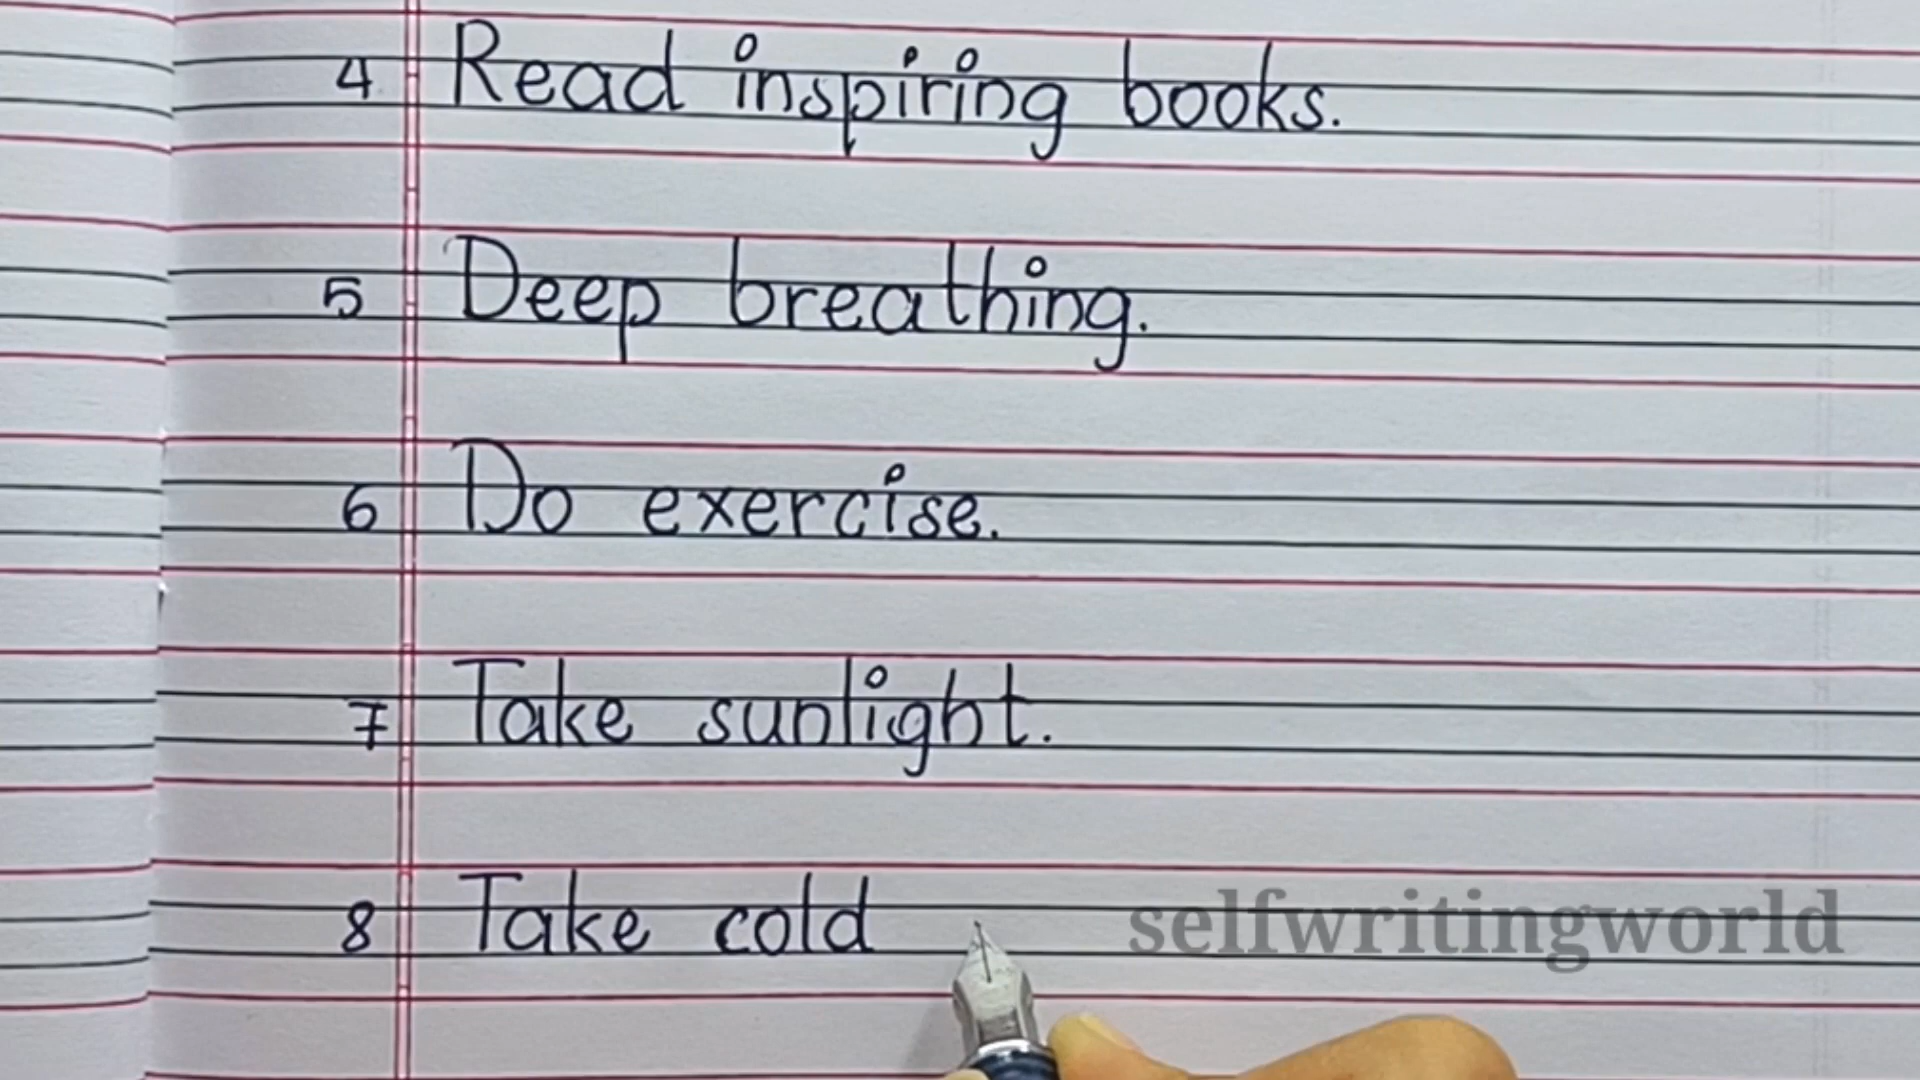 4 Read inspiring books.
5 Deep breathing.
6 Do exercise.
7 Take sunlight.
8 Take cold
selfwritingworld